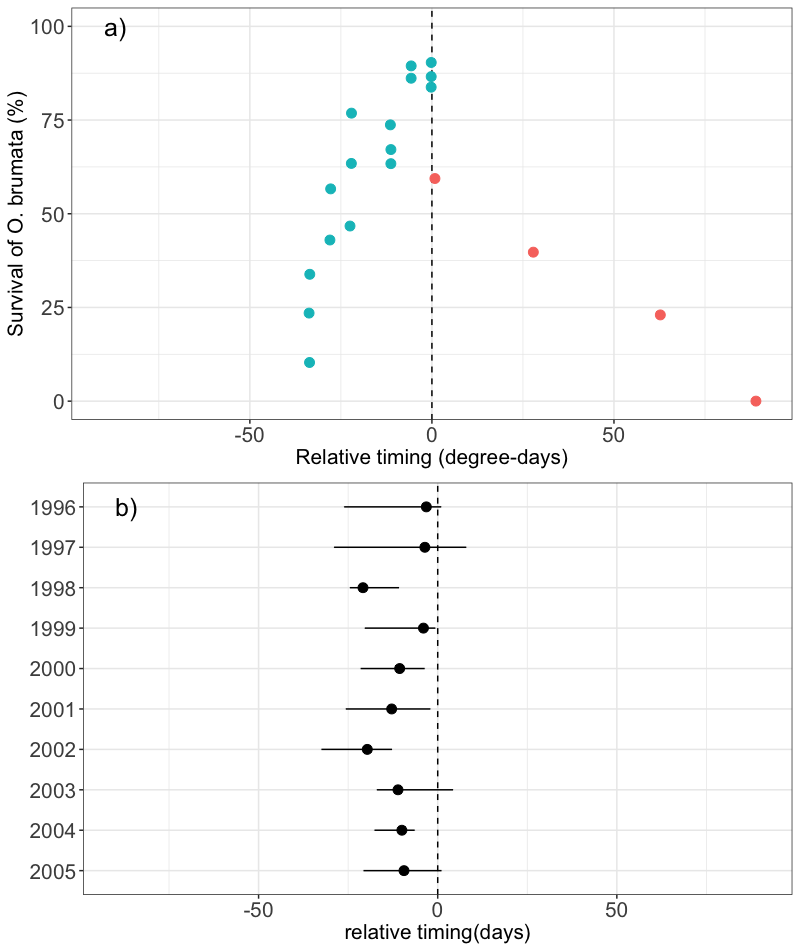 a)
Survival of O. brumata (%)
100
75
50
25
0
-50 0 50
Relative timing (degree-days)
b)
1996
1997
1998
1999
2000
2001
2002
2003
2004
2005
-50 0 50
relative timing(days)